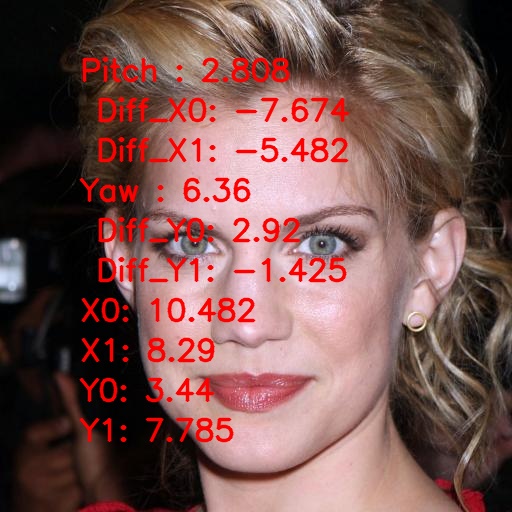 Pitch : 2.808
Diff_X0: -7.674
Diff_X1: -5.482
Yaw : 6.36
Diff_Y0: 2.92
Diff_Y1: -1.425
X0: 10.482
X1: 8.29
Y0: 3.44
Y1: 7.785